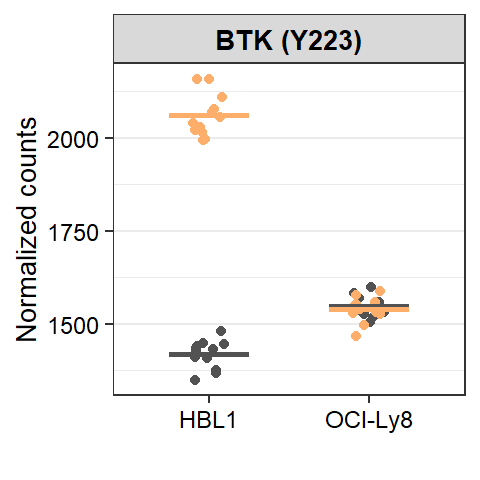 BTK (Y223)
Normalized counts
2000
1750
1500
HBL1
OCI-Ly8